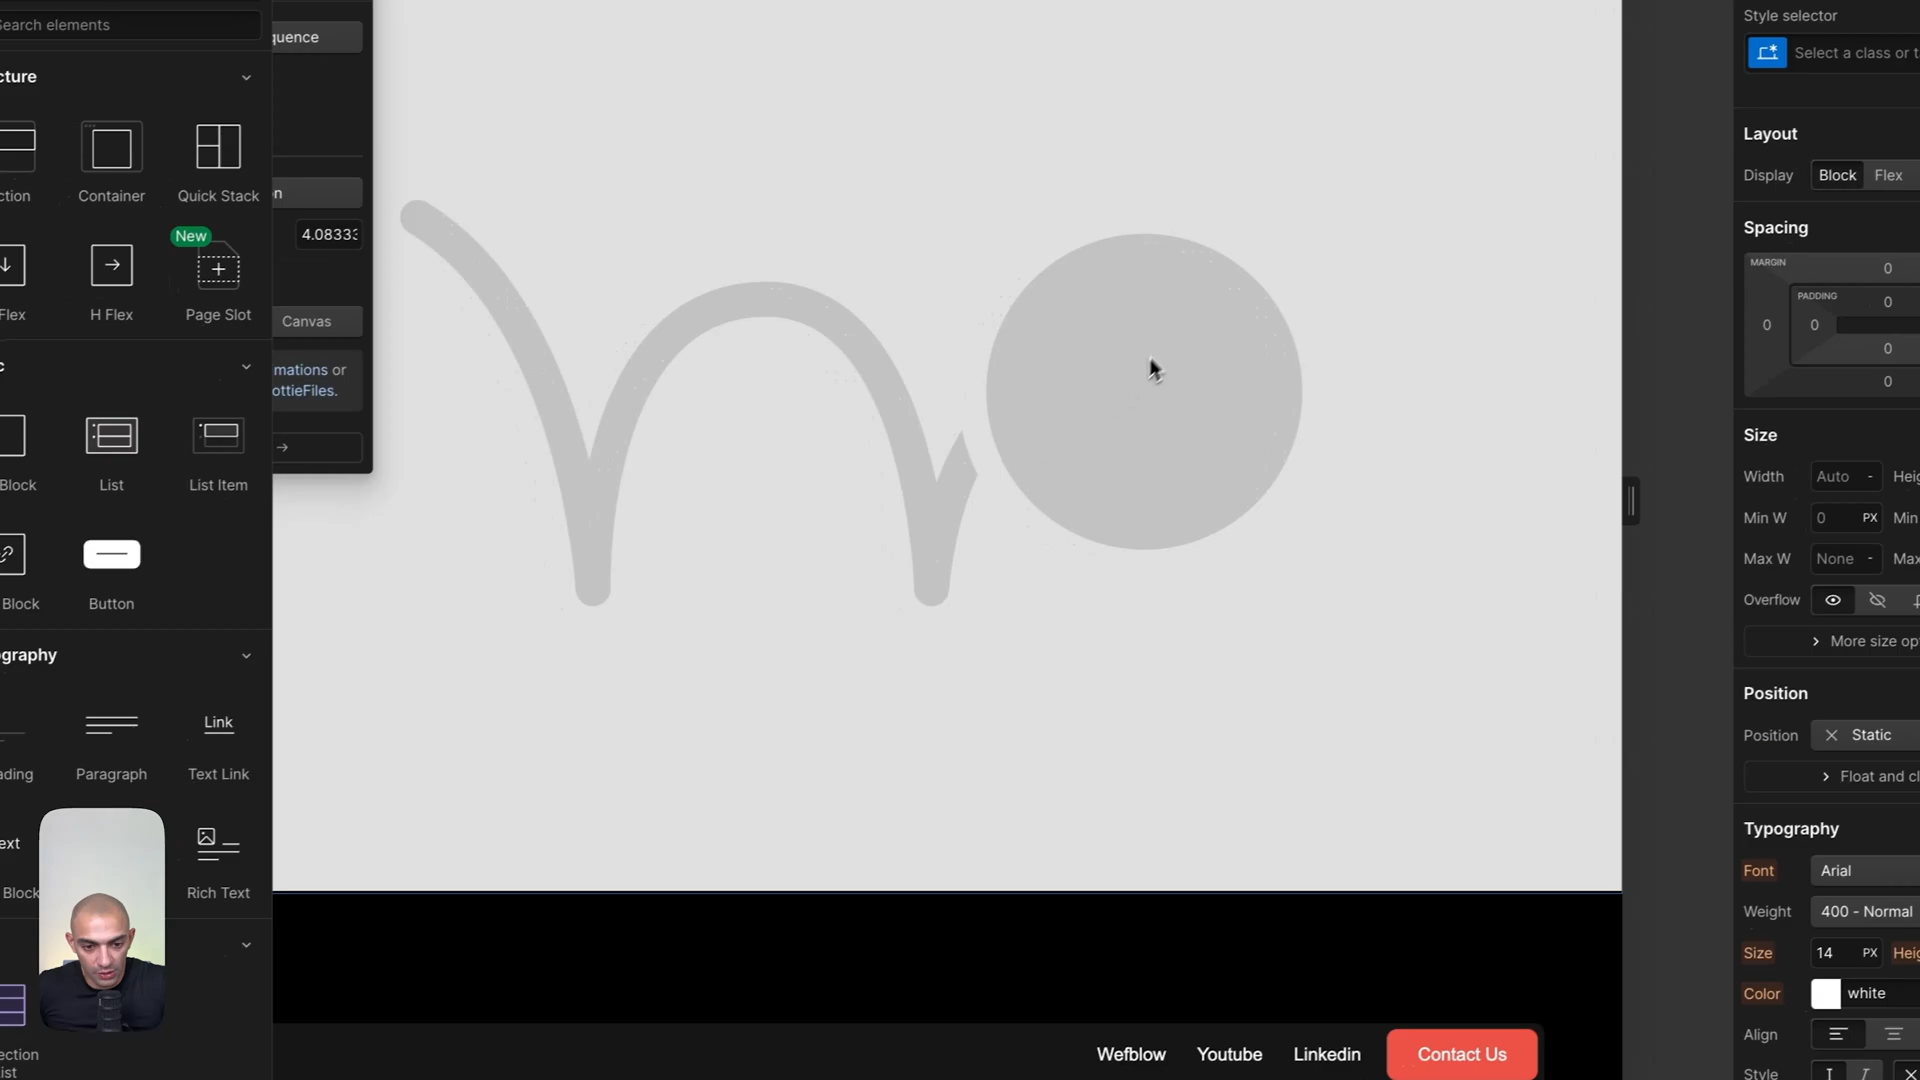 Search elements
cture
ction
Container
Quick Stack
New
Flex
H Flex
Page Slot
c
Block
List
List Item
Block
Button
ography
ading
Paragraph
Link
Text Link
ext
Block
Rich Text
ection
ist
quence
n
4.0833
Canvas
mations or
ottieFiles.
Wefblow
Youtube
Linkedin
Contact Us
Style selector
Select a class or t
Layout
Display
Block
Flex
Spacing
MARGIN
0
PADDING
0
0
0
0
0
Size
Width
Auto
-
Heig
Min W
0
PX
Min
Max W
None
-
Max
Overflow
More size op
Position
Position
Static
Float and cl
Typography
Font
Arial
Weight
400 - Normal
Size
14
PX
Heig
Color
white
Align
Style